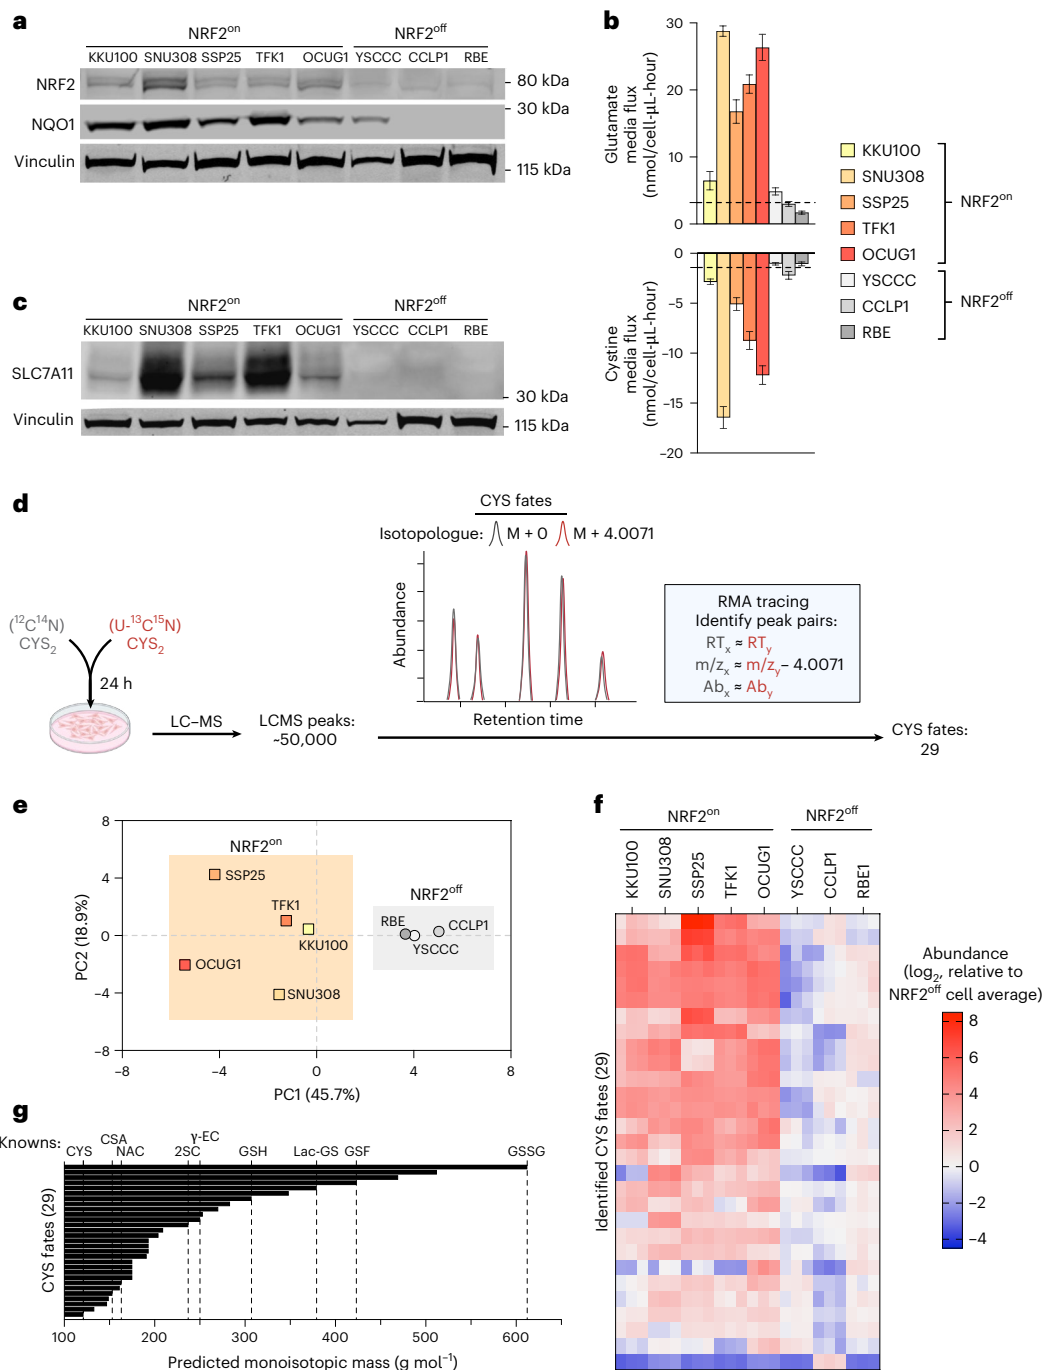 a
NRF2on NRF2off
KKU100 SNU308 SSP25 TFK1 OCUG1 YSCCC CCLP1 RBE
NRF2
80 kDa
30 kDa
NQO1
Vinculin
115 kDa
b
30
20
10
0
Glutamate
media flux
(nmol/cell-µL-hour)
0
−5
−10
−15
−20
Cystine
media flux
(nmol/cell-µL-hour)
KKU100
SNU308
SSP25
TFK1
OCUG1
YSCCC
CCLP1
RBE
NRF2on
NRF2off
c
NRF2on NRF2off
KKU100 SNU308 SSP25 TFK1 OCUG1 YSCCC CCLP1 RBE
SLC7A11
30 kDa
Vinculin
115 kDa
d
(12C14N)
CYS2
(U-13C15N)
CYS2
24 h
LC–MS
LCMS peaks:
~50,000
CYS fates
Isotopologue: M + 0 M + 4.0071
Abundance
Retention time
RMA tracing
Identify peak pairs:
RTx ≈ RTy
m/zx ≈ m/zy – 4.0071
Abx ≈ Aby
CYS fates:
29
e
8
4
0
−4
−8
PC2 (18.9%)
NRF2on
SSP25
TFK1
KKU100
OCUG1
SNU308
NRF2off
RBE
CCLP1
YSCCC
−8 −4 0 4 8
PC1 (45.7%)
f
NRF2on NRF2off
KKU100 SNU308 SSP25 TFK1 OCUG1 YSCCC CCLP1 RBE1
Identified CYS fates (29)
Abundance
(log2, relative to
NRF2off cell average)
8
6
4
2
0
−2
−4
g
Knowns:
CYS CSA NAC 2SC γ-EC GSH Lac-GS GSF GSSG
CYS fates (29)
100 200 300 400 500 600
Predicted monoisotopic mass (g mol−1)